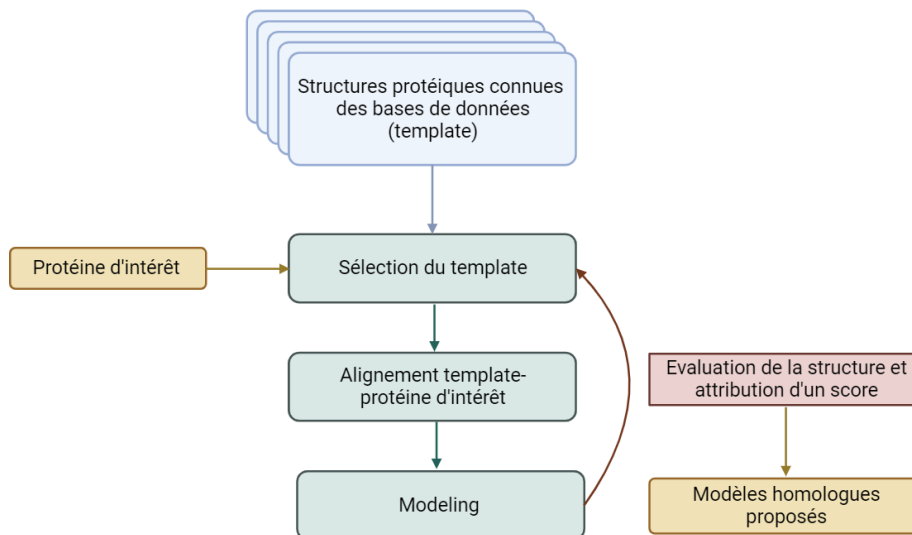 Structures protéiques connues
des bases de données
(template)
Protéine d'intérêt
Sélection du template
Alignement template-
protéine d'intérêt
Evaluation de la structure et
attribution d'un score
Modeling
Modèles homologues
proposés